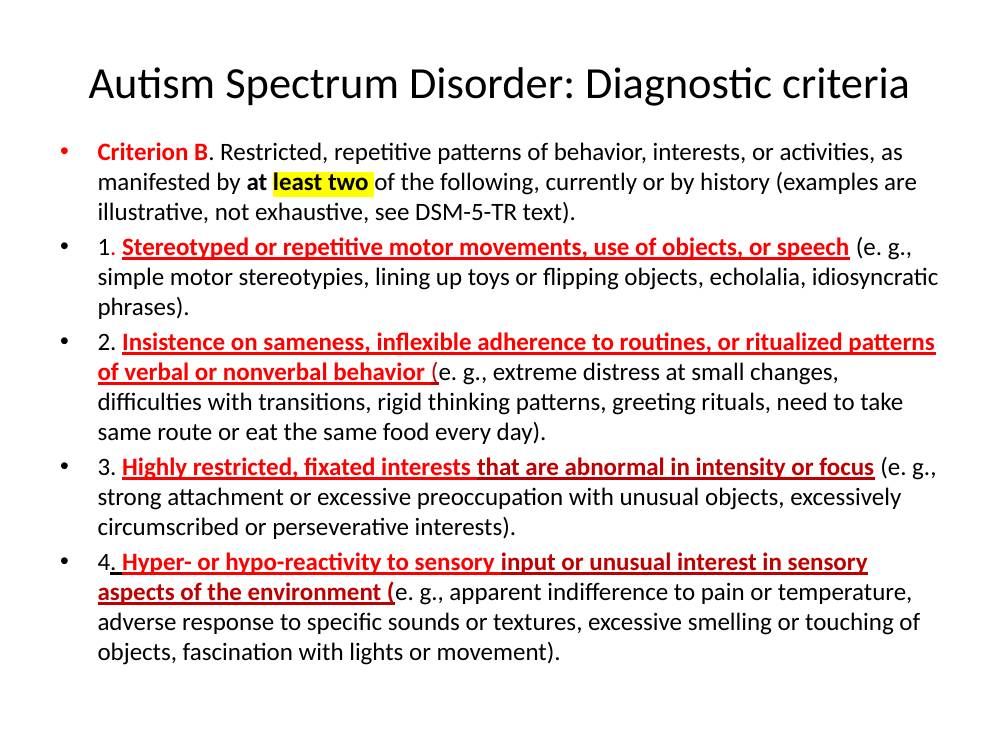 Autism Spectrum Disorder: Diagnostic criteria
• Criterion B. Restricted, repetitive patterns of behavior, interests, or activities, as
manifested by at least two of the following, currently or by history (examples are
illustrative, not exhaustive, see DSM-5-TR text).
• 1. Stereotyped or repetitive motor movements, use of objects, or speech (e. g.,
simple motor stereotypies, lining up toys or flipping objects, echolalia, idiosyncratic
phrases).
• 2. Insistence on sameness, inflexible adherence to routines, or ritualized patterns
of verbal or nonverbal behavior (e. g., extreme distress at small changes,
difficulties with transitions, rigid thinking patterns, greeting rituals, need to take
same route or eat the same food every day).
• 3. Highly restricted, fixated interests that are abnormal in intensity or focus (e. g.,
strong attachment or excessive preoccupation with unusual objects, excessively
circumscribed or perseverative interests).
• 4. Hyper- or hypo-reactivity to sensory input or unusual interest in sensory
aspects of the environment (e. g., apparent indifference to pain or temperature,
adverse response to specific sounds or textures, excessive smelling or touching of
objects, fascination with lights or movement).